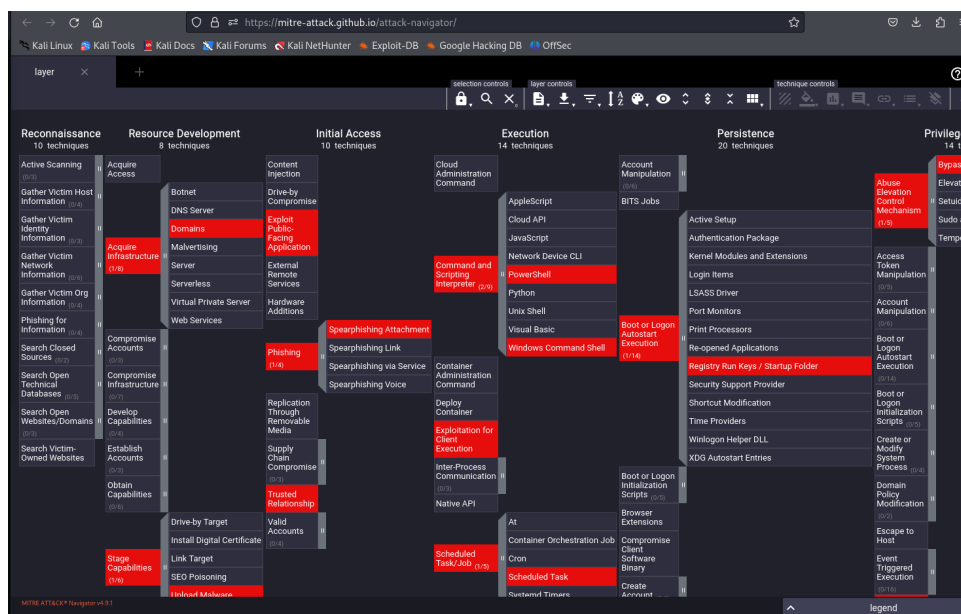 https://mitre-attack.github.io/attack-navigator/
Kali Linux Kali Tools Kali Docs Kali Forums Kali NetHunter Exploit-DB Google Hacking DB OffSec
layer × +
selection controls layer controls technique controls
Reconnaissance
10 techniques
Active Scanning
(0/3)
Gather Victim Host
Information (0/4)
Gather Victim
Identity
Information (0/3)
Gather Victim
Network
Information (0/6)
Gather Victim Org
Information (0/4)
Phishing for
Information (0/4)
Search Closed
Sources (0/2)
Search Open
Technical
Databases (0/5)
Search Open
Websites/Domains
(0/3)
Search Victim-
Owned Websites
Resource Development
8 techniques
Acquire
Access
Acquire
Infrastructure
(1/8)
Botnet
DNS Server
Domains
Malvertising
Server
Serverless
Virtual Private Server
Web Services
Compromise
Accounts
(0/3)
Compromise
Infrastructure
(0/7)
Develop
Capabilities
(0/4)
Establish
Accounts
(0/3)
Obtain
Capabilities
(0/6)
Stage
Capabilities
(1/6)
Drive-by Target
Install Digital Certificate
Link Target
SEO Poisoning
Upload Malware
Initial Access
10 techniques
Content
Injection
Drive-by
Compromise
Exploit
Public-
Facing
Application
External
Remote
Services
Hardware
Additions
Phishing
(1/4)
Spearphishing Attachment
Spearphishing Link
Spearphishing via Service
Spearphishing Voice
Replication
Through
Removable
Media
Supply
Chain
Compromise
(0/3)
Trusted
Relationship
Valid
Accounts
(0/4)
Execution
14 techniques
Cloud
Administration
Command
Command and
Scripting
Interpreter (2/9)
AppleScript
Cloud API
JavaScript
Network Device CLI
PowerShell
Python
Unix Shell
Visual Basic
Windows Command Shell
Container
Administration
Command
Deploy
Container
Exploitation for
Client
Execution
Inter-Process
Communication
(0/3)
Native API
Scheduled
Task/Job (1/5)
At
Container Orchestration Job
Cron
Scheduled Task
Systemd Timers
Persistence
20 techniques
Account
Manipulation
(0/6)
BITS Jobs
Boot or Logon
Autostart
Execution
(1/14)
Active Setup
Authentication Package
Kernel Modules and Extensions
Login Items
LSASS Driver
Port Monitors
Print Processors
Re-opened Applications
Registry Run Keys / Startup Folder
Security Support Provider
Shortcut Modification
Time Providers
Winlogon Helper DLL
XDG Autostart Entries
Boot or Logon
Initialization
Scripts (0/5)
Browser
Extensions
Compromise
Client
Software
Binary
Create
Account
Privileg
14 t
Abuse
Elevation
Control
Mechanism
(1/5)
Bypas
Elevat
Setuid
Sudo a
Tempo
Access
Token
Manipulation
(0/5)
Account
Manipulation
(0/6)
Boot or
Logon
Autostart
Execution
(0/14)
Boot or
Logon
Initialization
Scripts (0/5)
Create or
Modify
System
Process (0/4)
Domain
Policy
Modification
(0/2)
Escape to
Host
Event
Triggered
Execution
(0/16)
MITRE ATT&CK® Navigator v4.9.1
legend